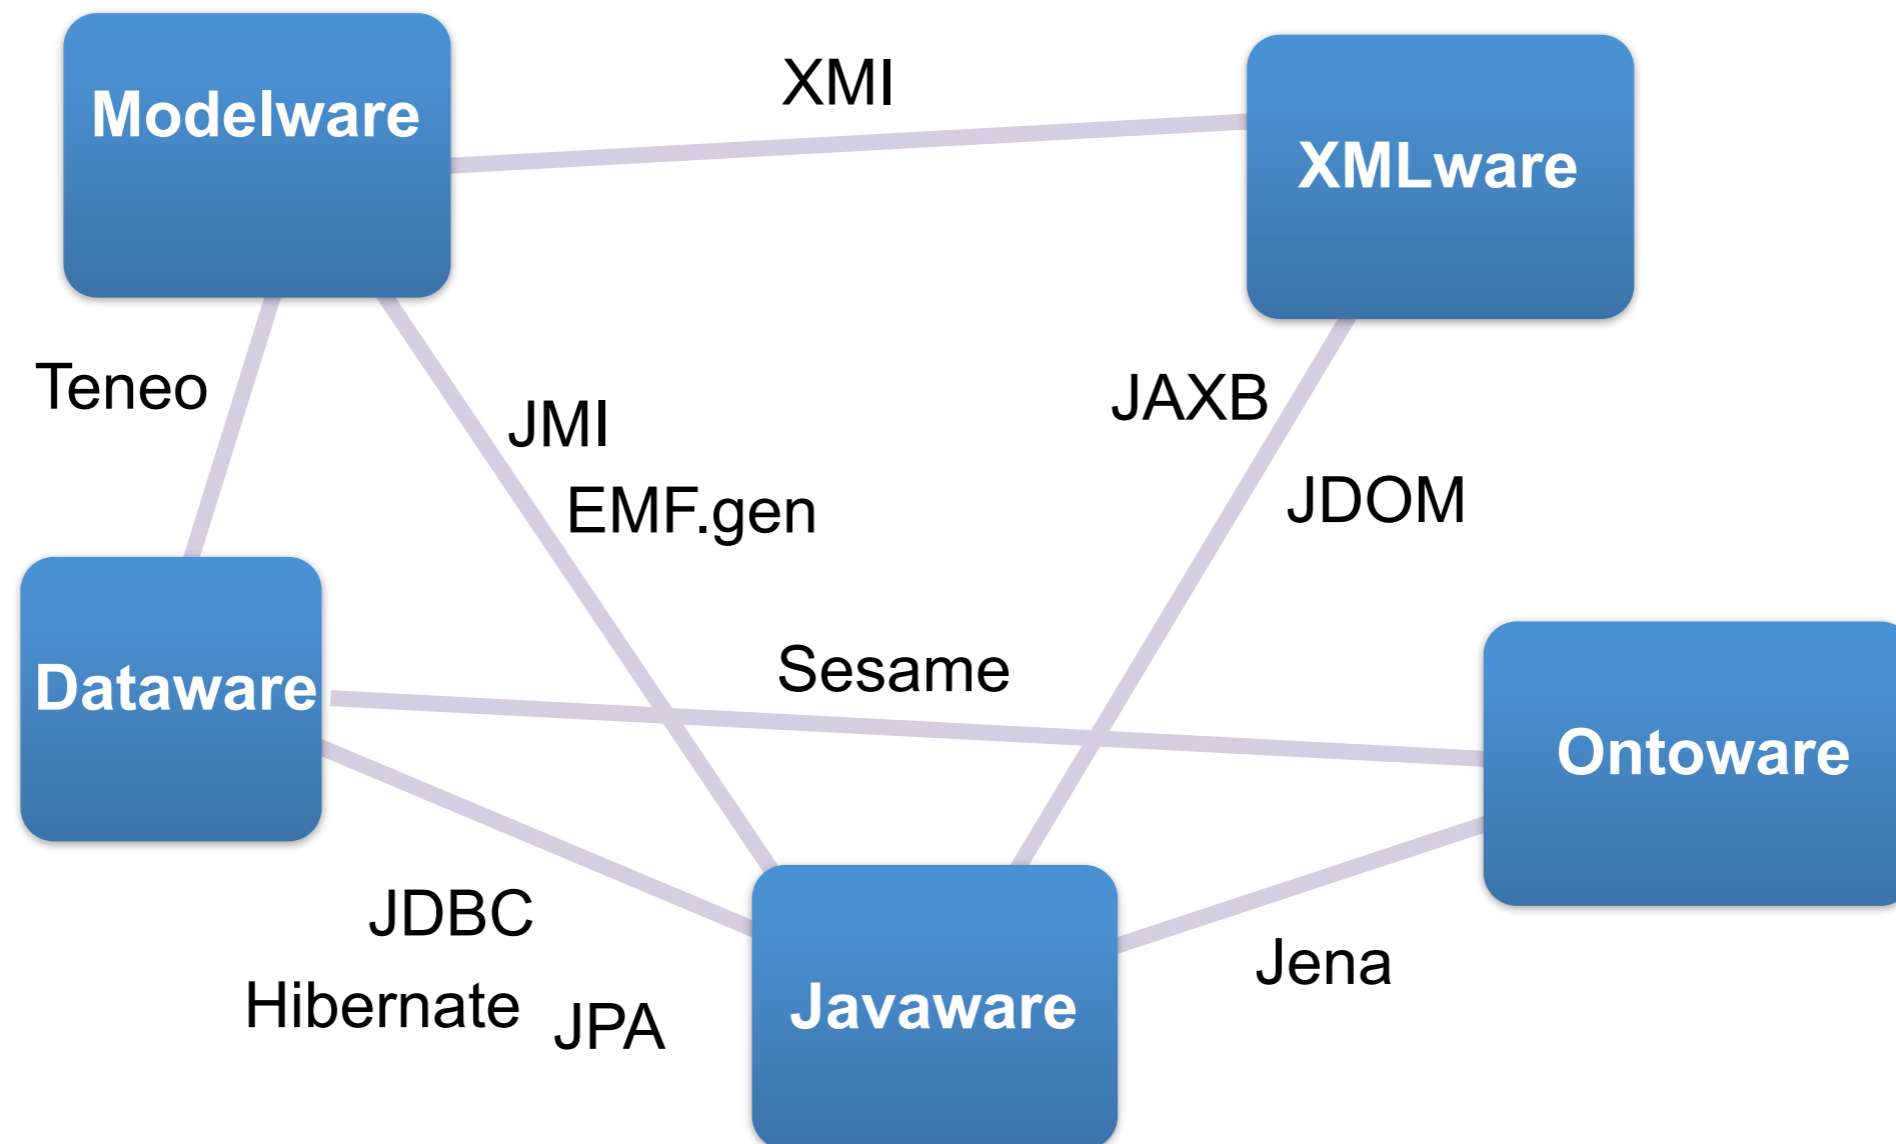 Modelware
XMI
XMLware
Teneo
JMI
JAXB
EMF.gen
JDOM
Sesame
Dataware
Ontoware
JDBC
Jena
Hibernate
JPA
Javaware